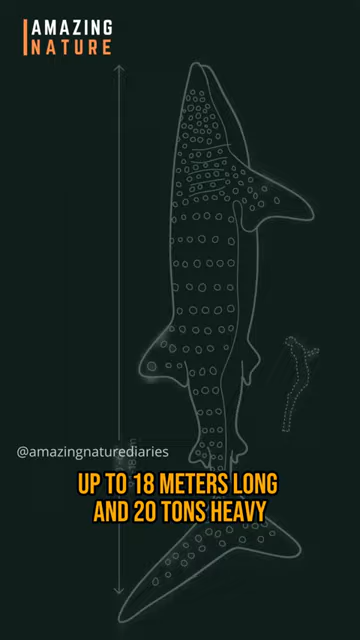 AMAZING
NATURE
@amazingnaturediaries
UP TO 18 METERS LONG
AND 20 TONS HEAVY